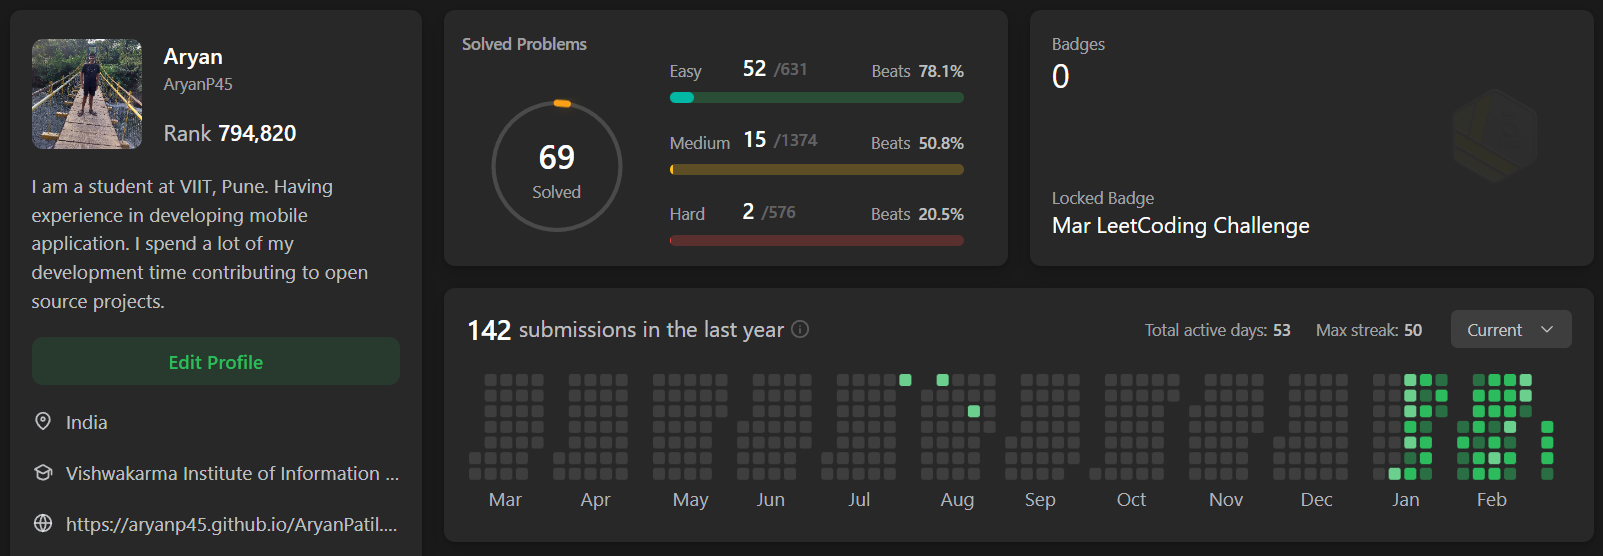 Aryan
AryanP45
Rank 794,820
I am a student at VIIT, Pune. Having
experience in developing mobile
application. I spend a lot of my
development time contributing to open
source projects.
Edit Profile
India
Vishwakarma Institute of Information ...
https://aryanp45.github.io/AryanPatil....
Solved Problems
69
Solved
Easy 52 /631 Beats 78.1%
Medium 15 /1374 Beats 50.8%
Hard 2 /576 Beats 20.5%
Badges
0
Locked Badge
Mar LeetCoding Challenge
142 submissions in the last year
Total active days: 53 Max streak: 50 Current
Mar Apr May Jun Jul Aug Sep Oct Nov Dec Jan Feb